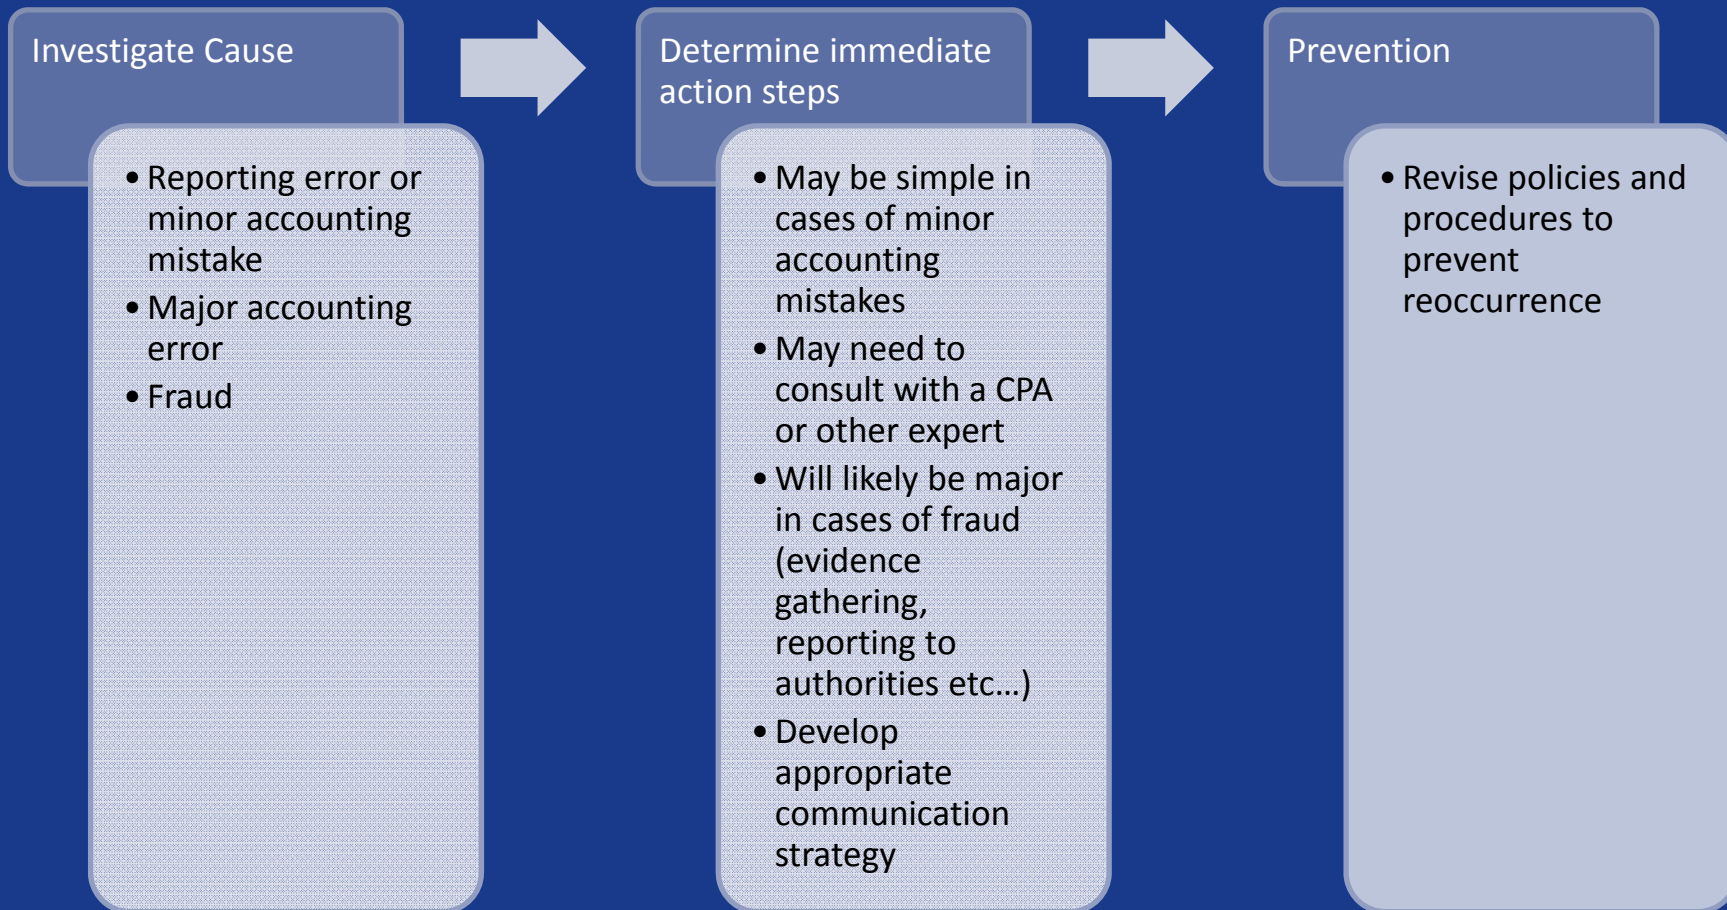 Investigate Cause
• Reporting error or
minor accounting
mistake
• Major accounting
error
• Fraud
Determine immediate
action steps
• May be simple in
cases of minor
accounting
mistakes
• May need to
consult with a CPA
or other expert
• Will likely be major
in cases of fraud
(evidence
gathering,
reporting to
authorities etc…)
• Develop
appropriate
communication
strategy
Prevention
• Revise policies and
procedures to
prevent
reoccurrence